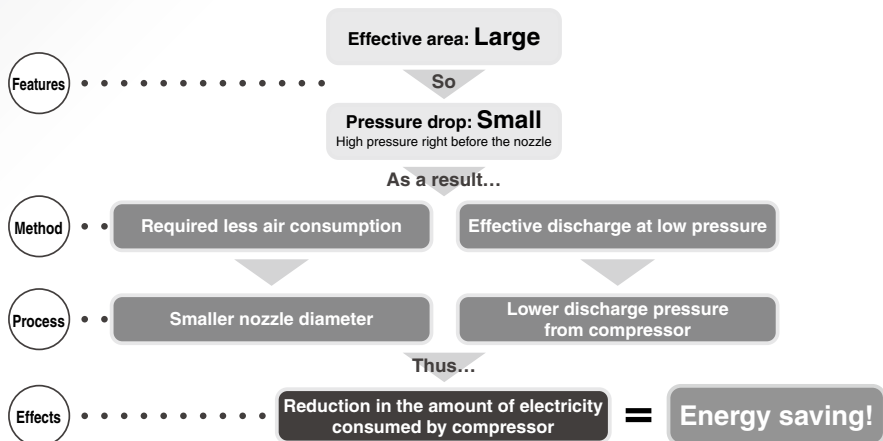 Effective area: Large
Features
So
Pressure drop: Small
High pressure right before the nozzle
As a result…
Method
Required less air consumption
Effective discharge at low pressure
Process
Smaller nozzle diameter
Lower discharge pressure
from compressor
Thus…
Effects
Reduction in the amount of electricity
consumed by compressor
=
Energy saving!